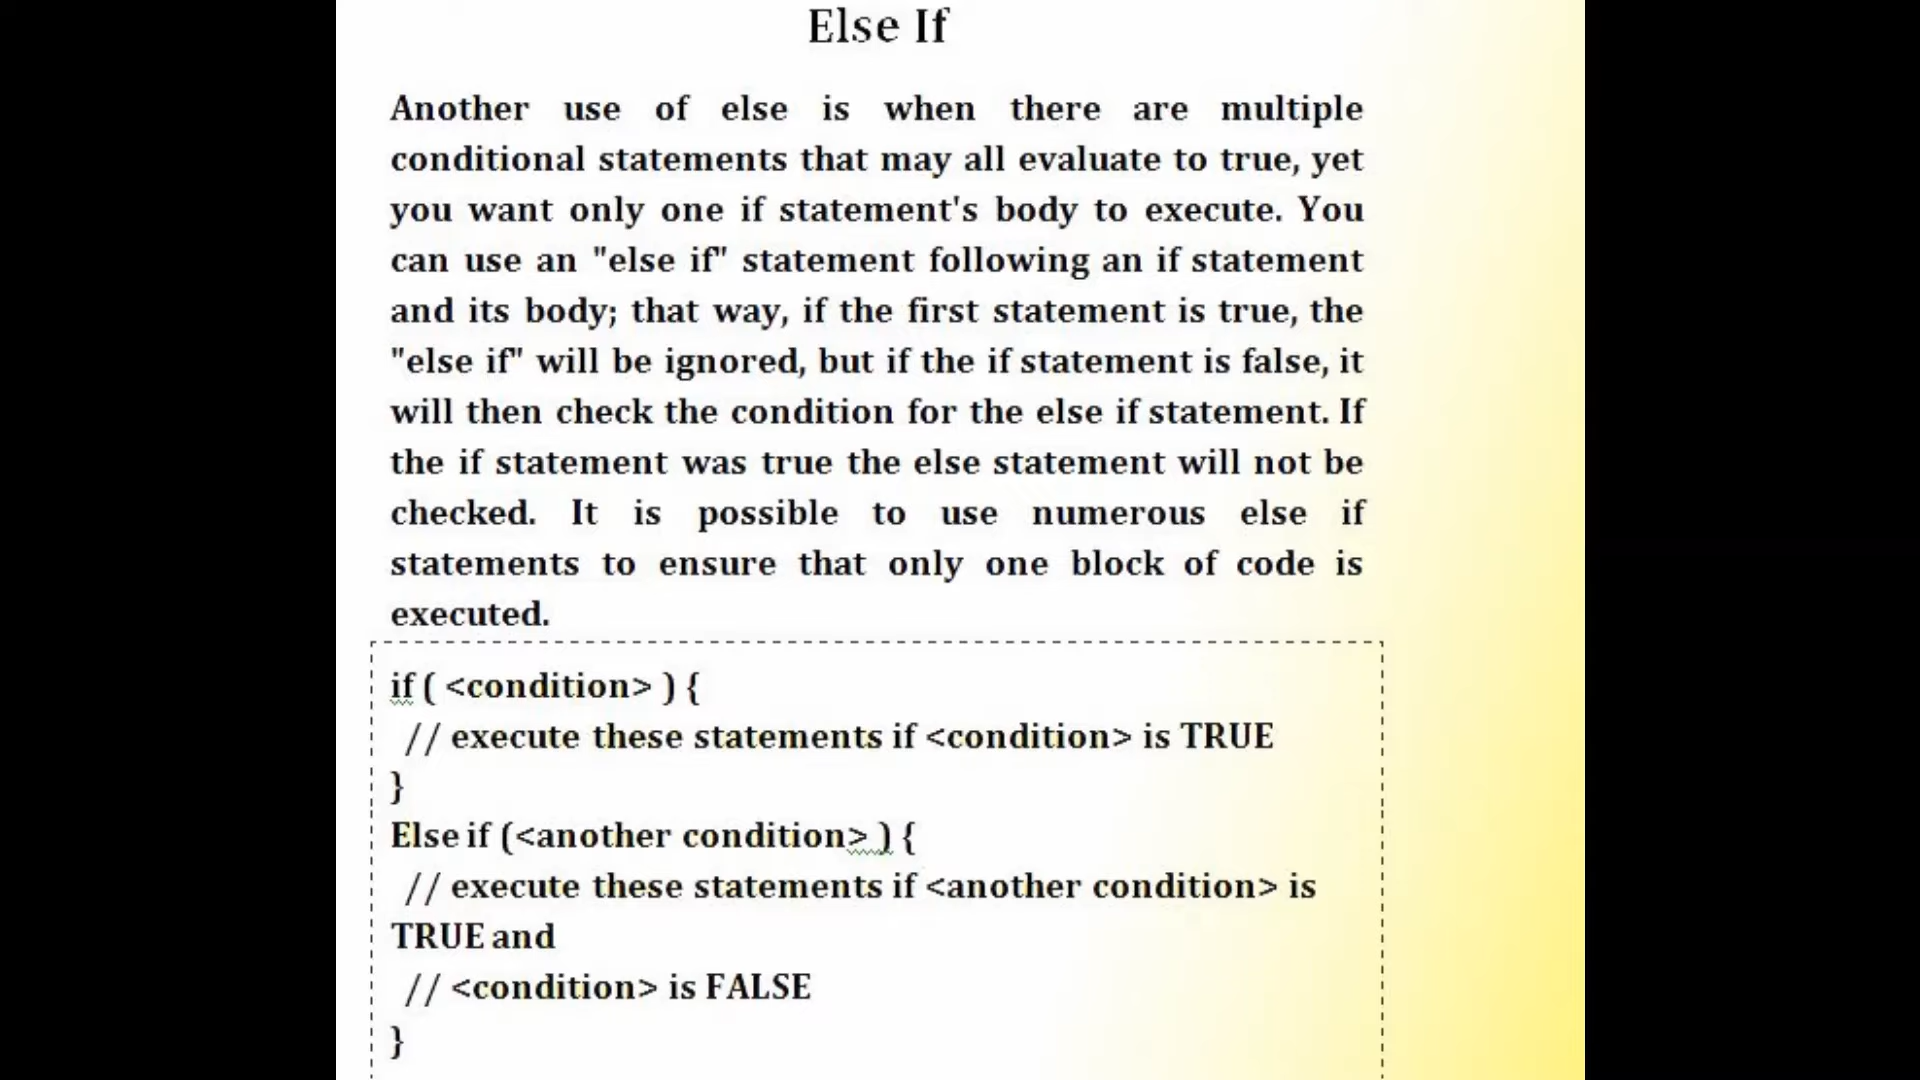 Else If
Another use of else is when there are multiple
conditional statements that may all evaluate to true, yet
you want only one if statement's body to execute. You
can use an "else if" statement following an if statement
and its body; that way, if the first statement is true, the
"else if" will be ignored, but if the if statement is false, it
will then check the condition for the else if statement. If
the if statement was true the else statement will not be
checked. It is possible to use numerous else if
statements to ensure that only one block of code is
executed.
if ( <condition> ) {
// execute these statements if <condition> is TRUE
}
Else if (<another condition> ) {
// execute these statements if <another condition> is
TRUE and
// <condition> is FALSE
}